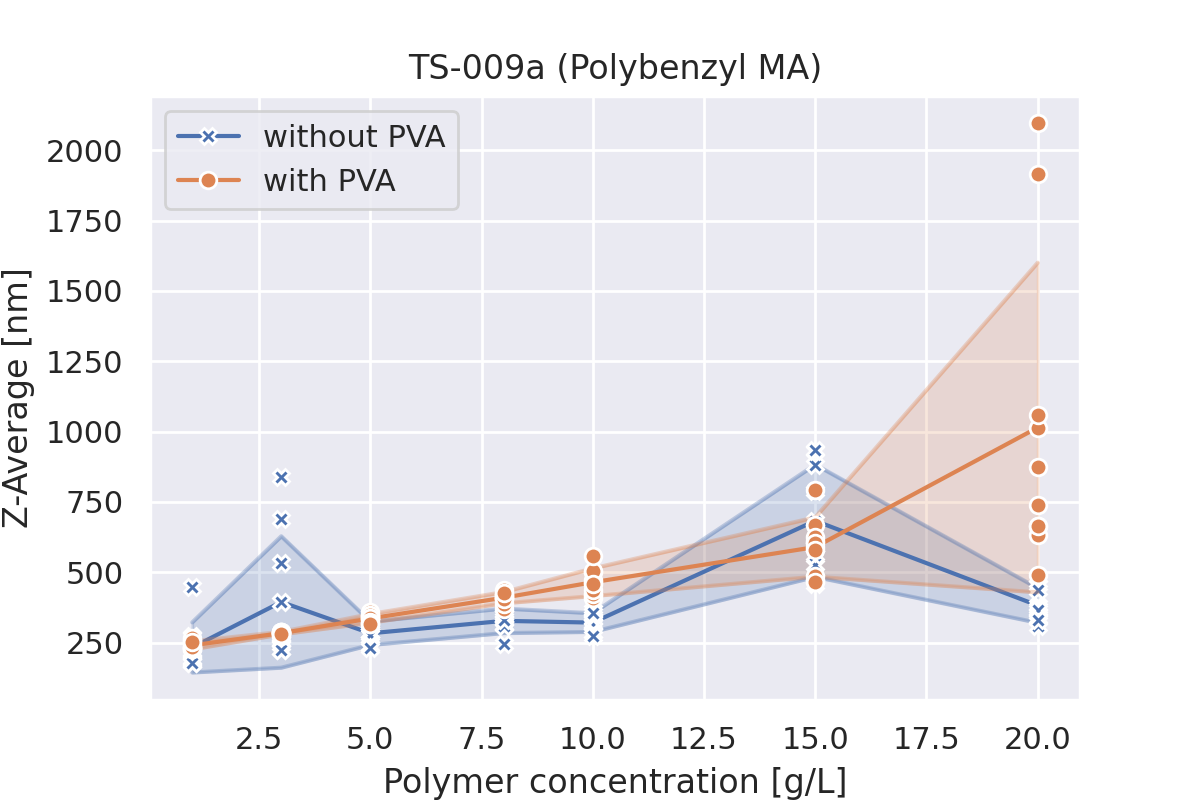 TS-009a (Polybenzyl MA)
without PVA
with PVA
2000
1750
1500
1250
1000
750
500
250
Z-Average [nm]
2.5 5.0 7.5 10.0 12.5 15.0 17.5 20.0
Polymer concentration [g/L]